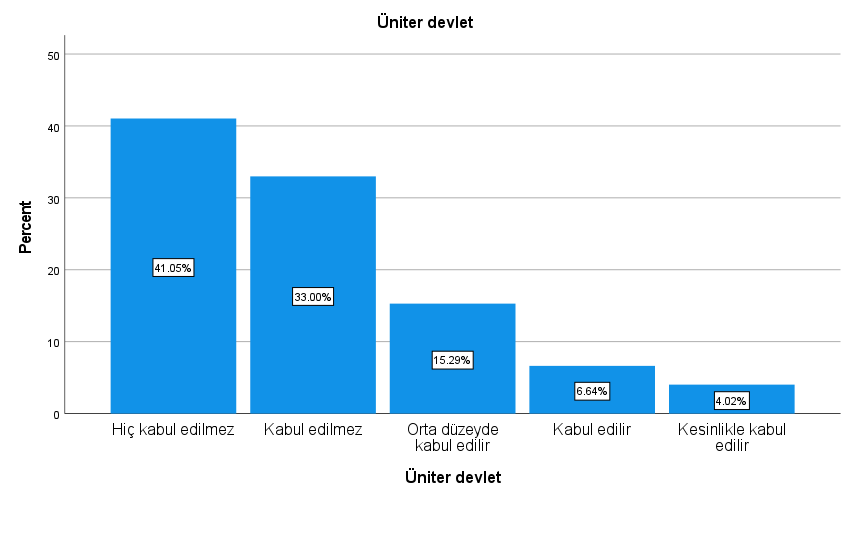 Üniter devlet
50
40
30
20
10
0
Percent
41.05%
33.00%
15.29%
6.64%
4.02%
Hiç kabul edilmez
Kabul edilmez
Orta düzeyde
kabul edilir
Kabul edilir
Kesinlikle kabul
edilir
Üniter devlet